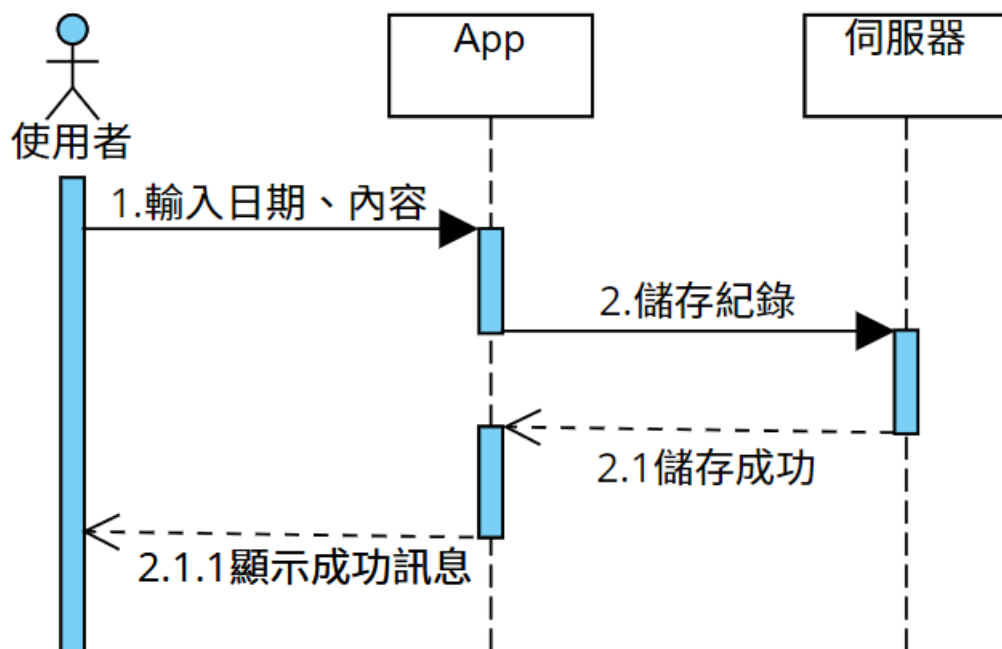 App
伺服器
使用者
1.輸入日期、內容
2.儲存紀錄
2.1儲存成功
2.1.1顯示成功訊息